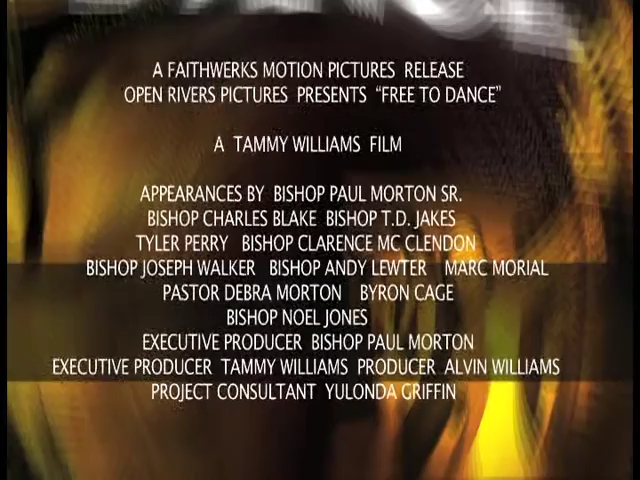 A FAITHWERKS MOTION PICTURES RELEASE
OPEN RIVERS PICTURES PRESENTS "FREE TO DANCE"
A TAMMY WILLIAMS FILM
APPEARANCES BY BISHOP PAUL MORTON SR.
BISHOP CHARLES BLAKE BISHOP T.D. JAKES
TYLER PERRY BISHOP CLARENCE MC CLENDON
BISHOP JOSEPH WALKER BISHOP ANDY LEWTER MARC MORIAL
PASTOR DEBRA MORTON BYRON CAGE
BISHOP NOEL JONES
EXECUTIVE PRODUCER BISHOP PAUL MORTON
EXECUTIVE PRODUCER TAMMY WILLIAMS PRODUCER ALVIN WILLIAMS
PROJECT CONSULTANT YULONDA GRIFFIN